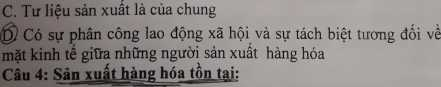 C. Tư liệu sản xuất là của chung
D. Có sự phân công lao động xã hội và sự tách biệt tương đối về
mặt kinh tế giữa những người sản xuất hàng hóa
Câu 4: Sản xuất hàng hóa tồn tại: